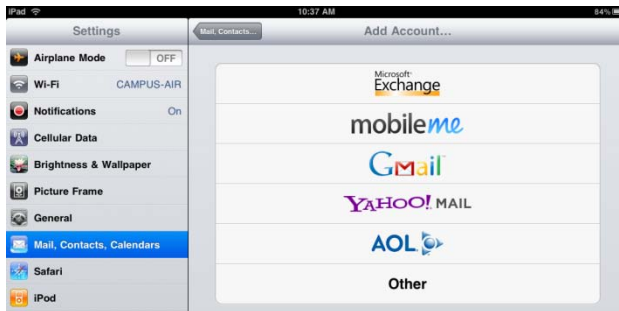 iPad 10:37 AM 84%
Settings
Mail, Contacts... Add Account...
Airplane Mode OFF
Wi-Fi CAMPUS-AIR
Notifications On
Cellular Data
Brightness & Wallpaper
Picture Frame
General
Mail, Contacts, Calendars
Safari
iPod
Microsoft
Exchange
mobileme
Gmail
YAHOO! MAIL
AOL
Other